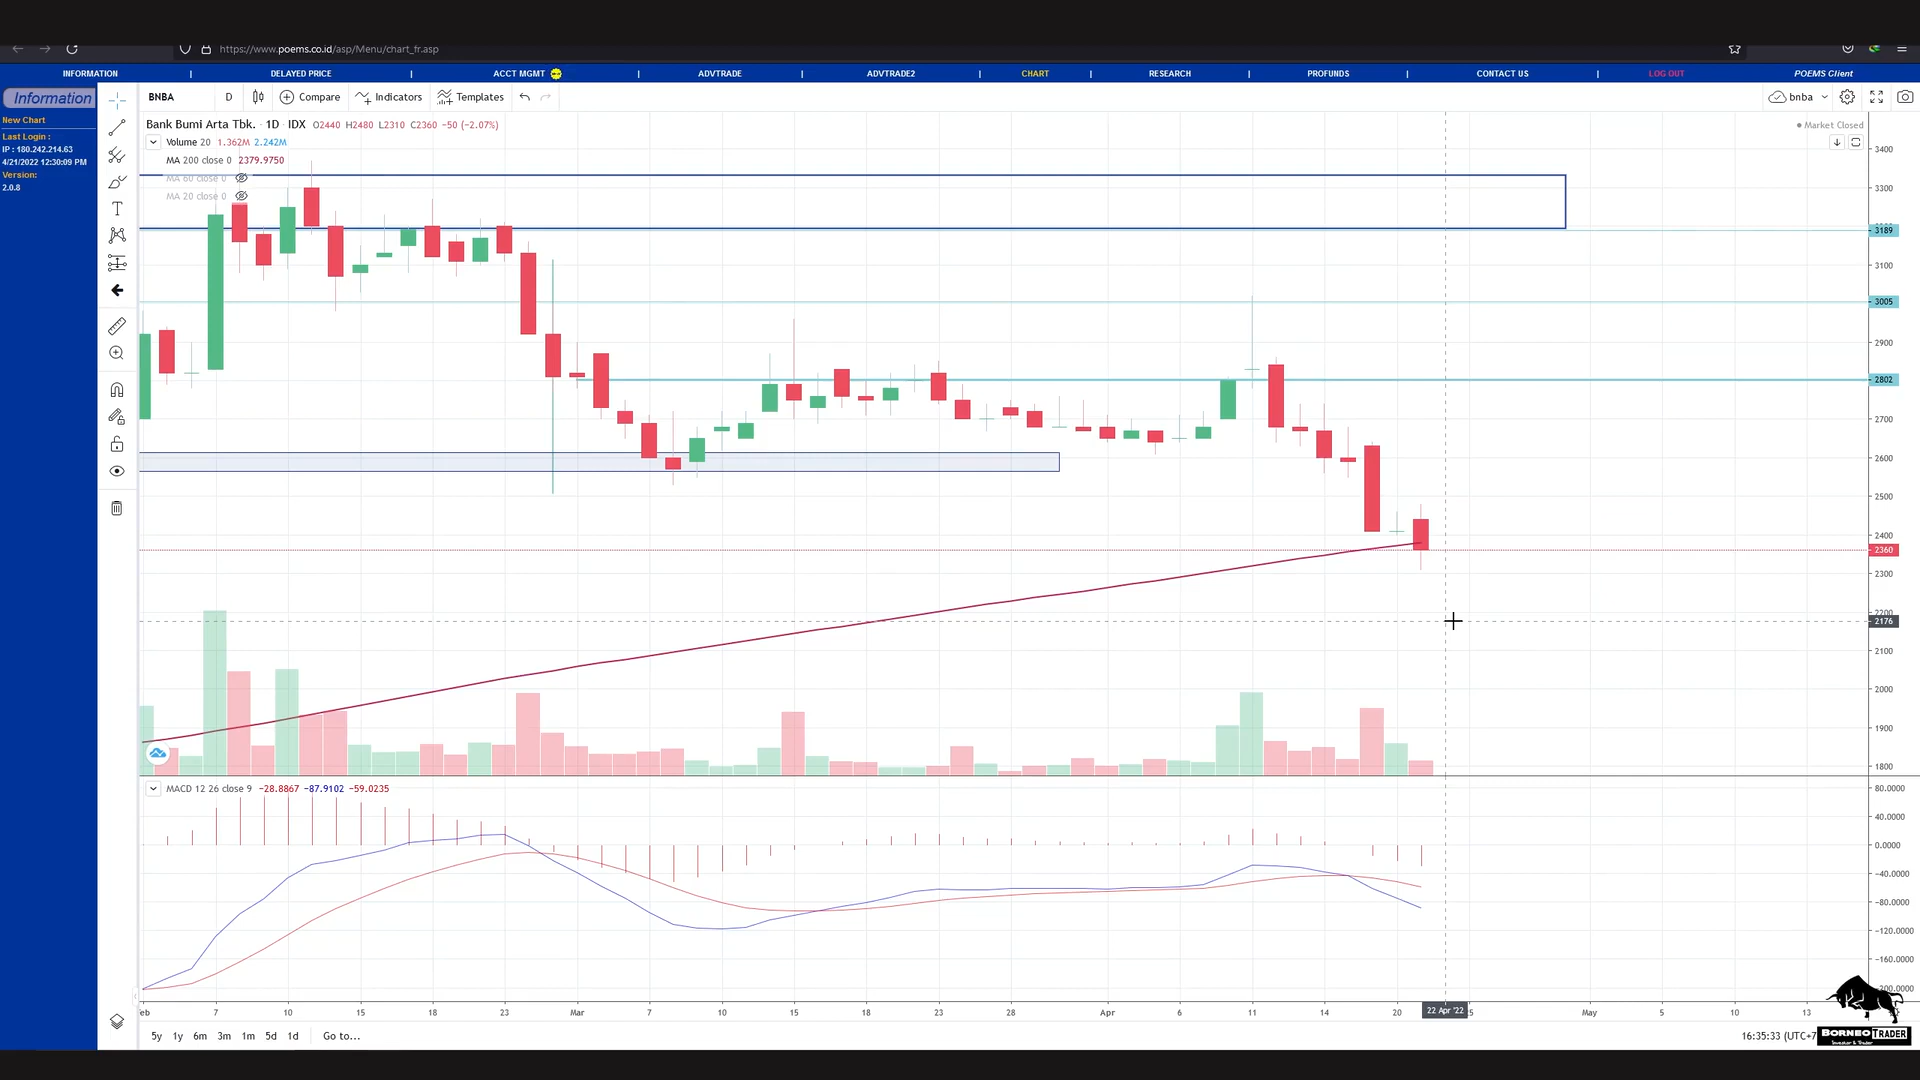 https://www.poems.co.id/asp/Menu/chart_fr.asp
INFORMATION | DELAYED PRICE | ACCT MGMT | ADVTRADE | ADVTRADE2 | CHART | RESEARCH | PROFUNDS | CONTACT US | LOG OUT POEMS Client
Information
New Chart
Last Login :
IP : 180.242.214.63
4/21/2022 12:30:09 PM
Version:
2.0.8
BNBA D Compare Indicators Templates bnba
Bank Bumi Arta Tbk. · 1D · IDX O2440 H2480 L2310 C2360 −50 (−2.07%)
Market Closed
Volume 20 1.362M 2.242M
MA 200 close 0 2379.9750
MA 60 close 0
MA 20 close 0
3400
3300
3189
3100
3005
2900
2802
2700
2600
2500
2400
2360
2300
2200
2176
2100
2000
1900
1800
MACD 12 26 close 9 −28.8867 −87.9102 −59.0235
80.0000
40.0000
0.0000
−40.0000
−80.0000
−120.0000
−160.0000
−200.0000
eb 7 10 15 18 23 Mar 7 10 15 18 23 28 Apr 6 11 14 20 22 Apr '22 May 5 10 13
5y 1y 6m 3m 1m 5d 1d Go to...
16:35:33 (UTC+7
BORNEO TRADER
Investor & Trader